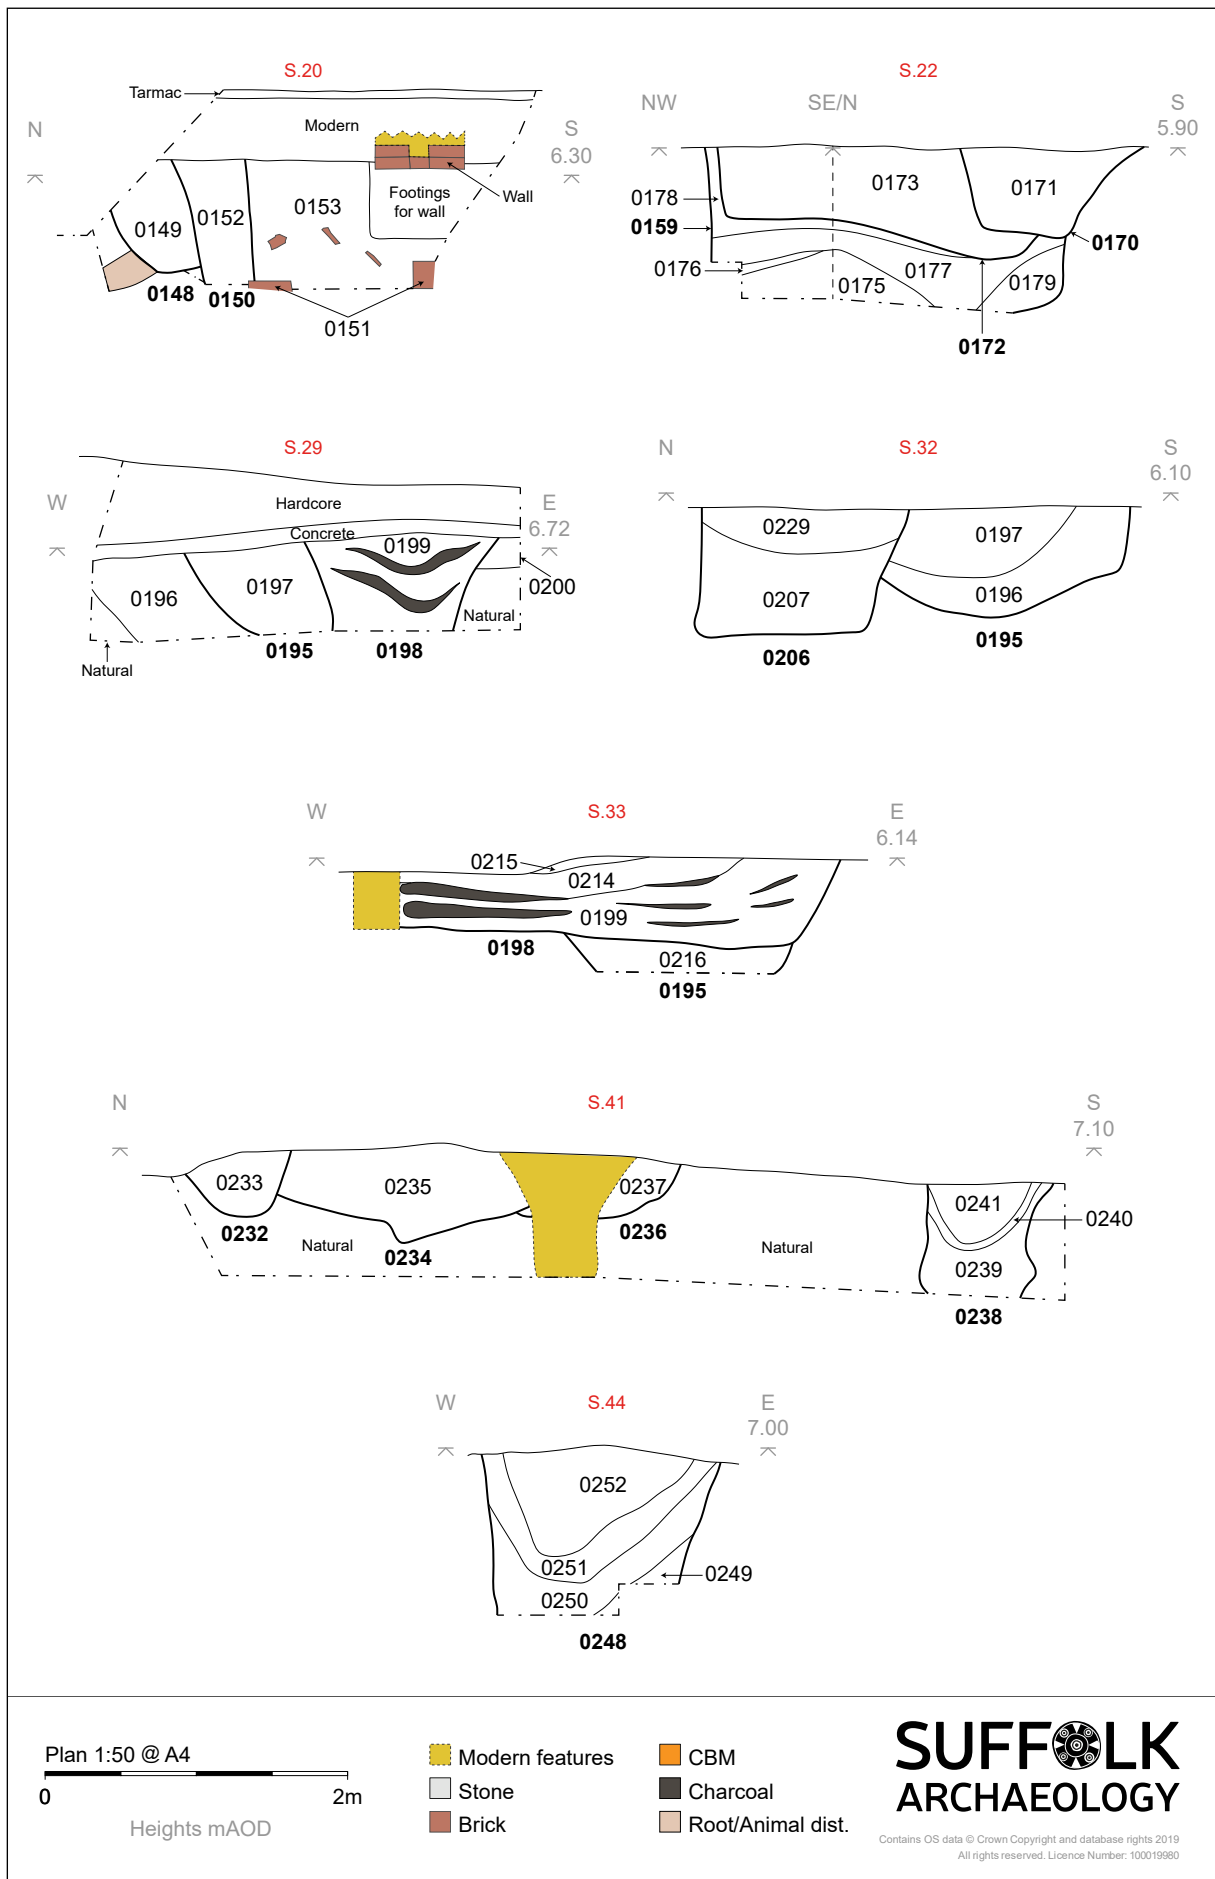 S.20
Tarmac
Modern
N
S
6.30
0149
0152
0153
Footings
for wall
Wall
0148
0150
0151
S.22
NW
SE/N
S
5.90
0178
0159
0176
0173
0171
0170
0177
0175
0179
0172
S.29
W
E
6.72
Hardcore
Concrete
0199
0196
0197
0200
Natural
0195
0198
Natural
S.32
N
S
6.10
0229
0197
0207
0196
0206
0195
S.33
W
E
6.14
0215
0214
0199
0198
0216
0195
S.41
N
S
7.10
0233
0235
0237
0241
0240
0232
0234
0236
Natural
Natural
0239
0238
S.44
W
E
7.00
0252
0251
0250
0249
0248
Plan 1:50 @ A4
0
2m
Heights mAOD
Modern features
Stone
Brick
CBM
Charcoal
Root/Animal dist.
SUFFOLK
ARCHAEOLOGY
Contains OS data © Crown Copyright and database rights 2019
All rights reserved. Licence Number: 100019980